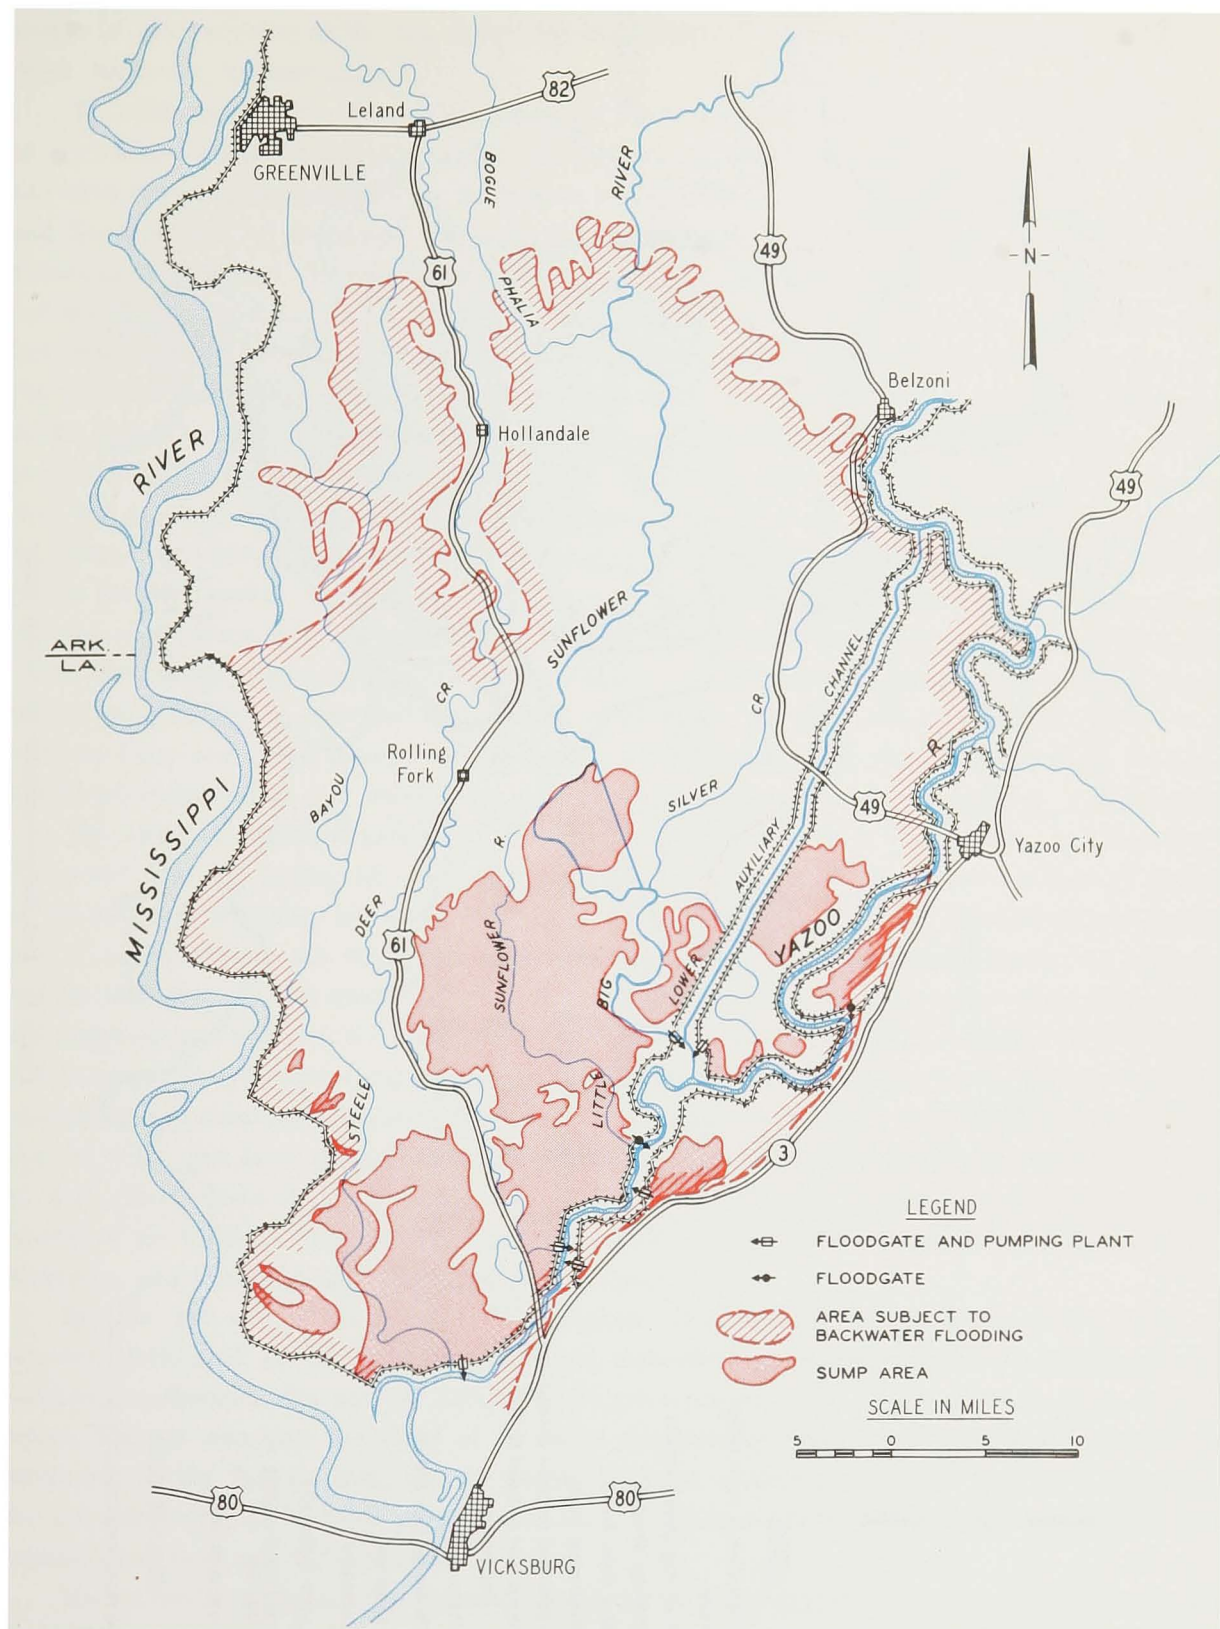 82
Leland
GREENVILLE
BOGUE
RIVER
49
N
61
PHALIA
Belzoni
Hollandale
RIVER
49
SUNFLOWER
ARK.
LA.
CHANNEL
CR.
CR.
R.
Rolling
Fork
BAYOU
SILVER
49
MISSISSIPPI
R.
AUXILIARY
Yazoo City
DEER
61
SUNFLOWER
YAZOO
BIG
LOWER
STEELE
LITTLE
3
LEGEND
FLOODGATE AND PUMPING PLANT
FLOODGATE
AREA SUBJECT TO
BACKWATER FLOODING
SUMP AREA
SCALE IN MILES
5 0 5 10
80
80
VICKSBURG